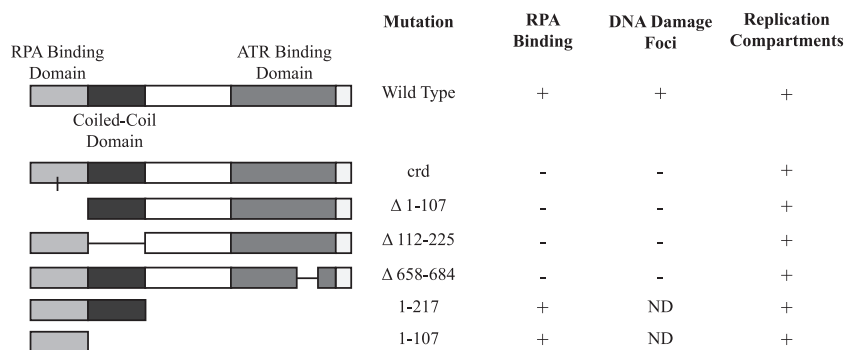 Mutation RPA Binding DNA Damage Foci Replication Compartments
RPA Binding Domain
ATR Binding Domain
Wild Type + + +
Coiled-Coil Domain
crd - - +
Δ 1-107 - - +
Δ 112-225 - - +
Δ 658-684 - - +
1-217 + ND +
1-107 + ND +